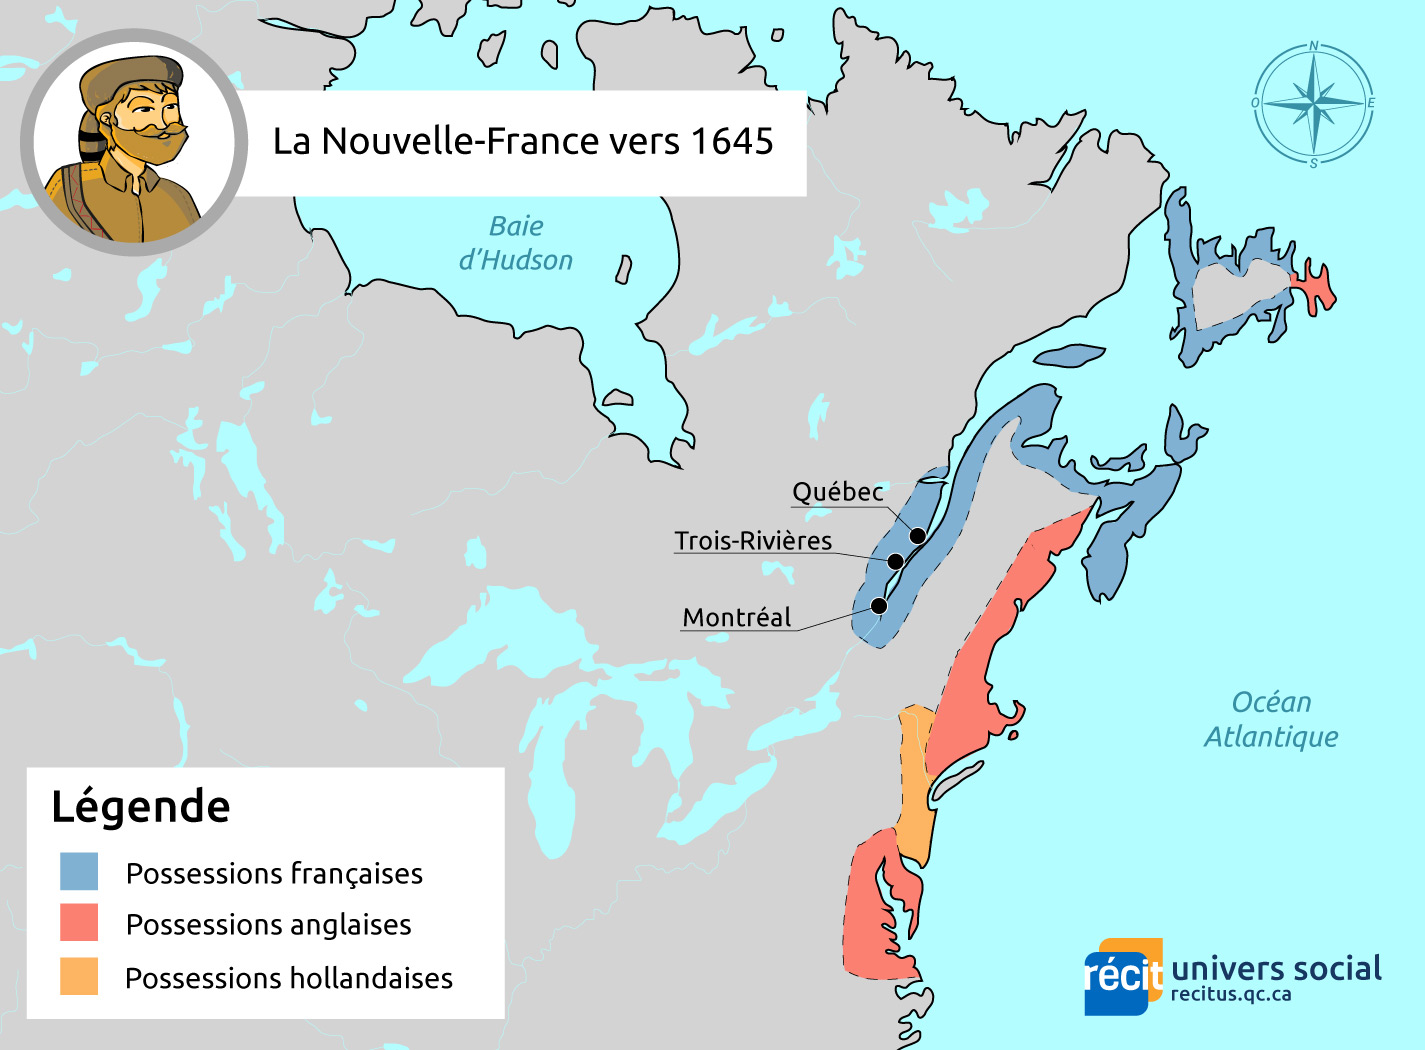 La Nouvelle-France vers 1645
N
O
E
S
Baie
d'Hudson
Québec
Trois-Rivières
Montréal
Océan
Atlantique
Légende
Possessions françaises
Possessions anglaises
Possessions hollandaises
récit
univers social
recitus.qc.ca